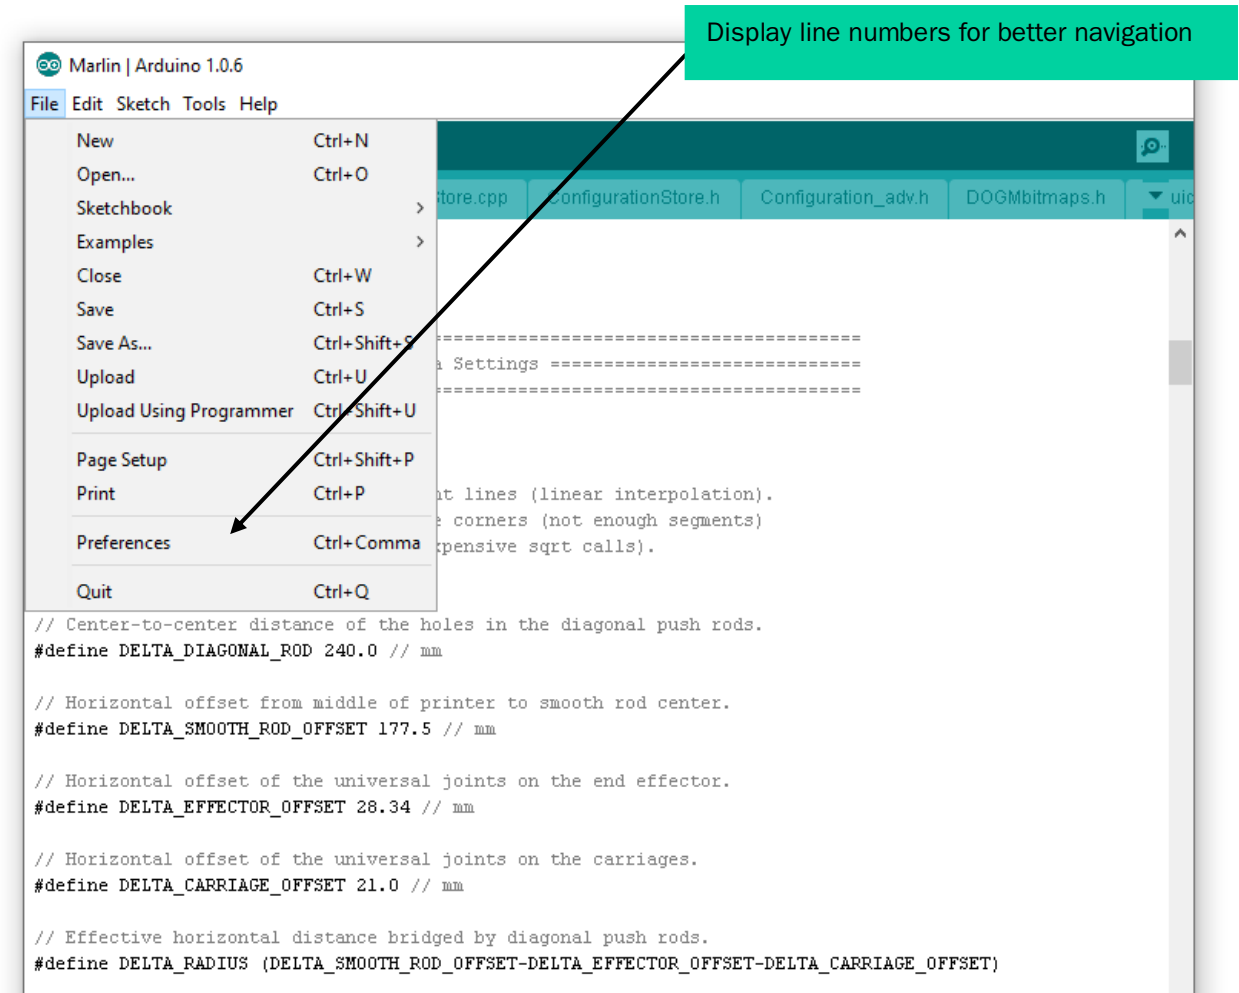 Display line numbers for better navigation
Marlin | Arduino 1.0.6
File Edit Sketch Tools Help
New Ctrl+N
Open... Ctrl+O
Sketchbook
Examples
Close Ctrl+W
Save Ctrl+S
Save As... Ctrl+Shift+S
Upload Ctrl+U
Upload Using Programmer Ctrl+Shift+U
Page Setup Ctrl+Shift+P
Print Ctrl+P
Preferences Ctrl+Comma
Quit Ctrl+Q
tore.cpp ConfigurationStore.h Configuration_adv.h DOGMbitmaps.h uic
==================================================
a Settings ====================================
==================================================
nt lines (linear interpolation).
e corners (not enough segments)
xpensive sqrt calls).
// Center-to-center distance of the holes in the diagonal push rods.
#define DELTA_DIAGONAL_ROD 240.0 // mm
// Horizontal offset from middle of printer to smooth rod center.
#define DELTA_SMOOTH_ROD_OFFSET 177.5 // mm
// Horizontal offset of the universal joints on the end effector.
#define DELTA_EFFECTOR_OFFSET 28.34 // mm
// Horizontal offset of the universal joints on the carriages.
#define DELTA_CARRIAGE_OFFSET 21.0 // mm
// Effective horizontal distance bridged by diagonal push rods.
#define DELTA_RADIUS (DELTA_SMOOTH_ROD_OFFSET-DELTA_EFFECTOR_OFFSET-DELTA_CARRIAGE_OFFSET)